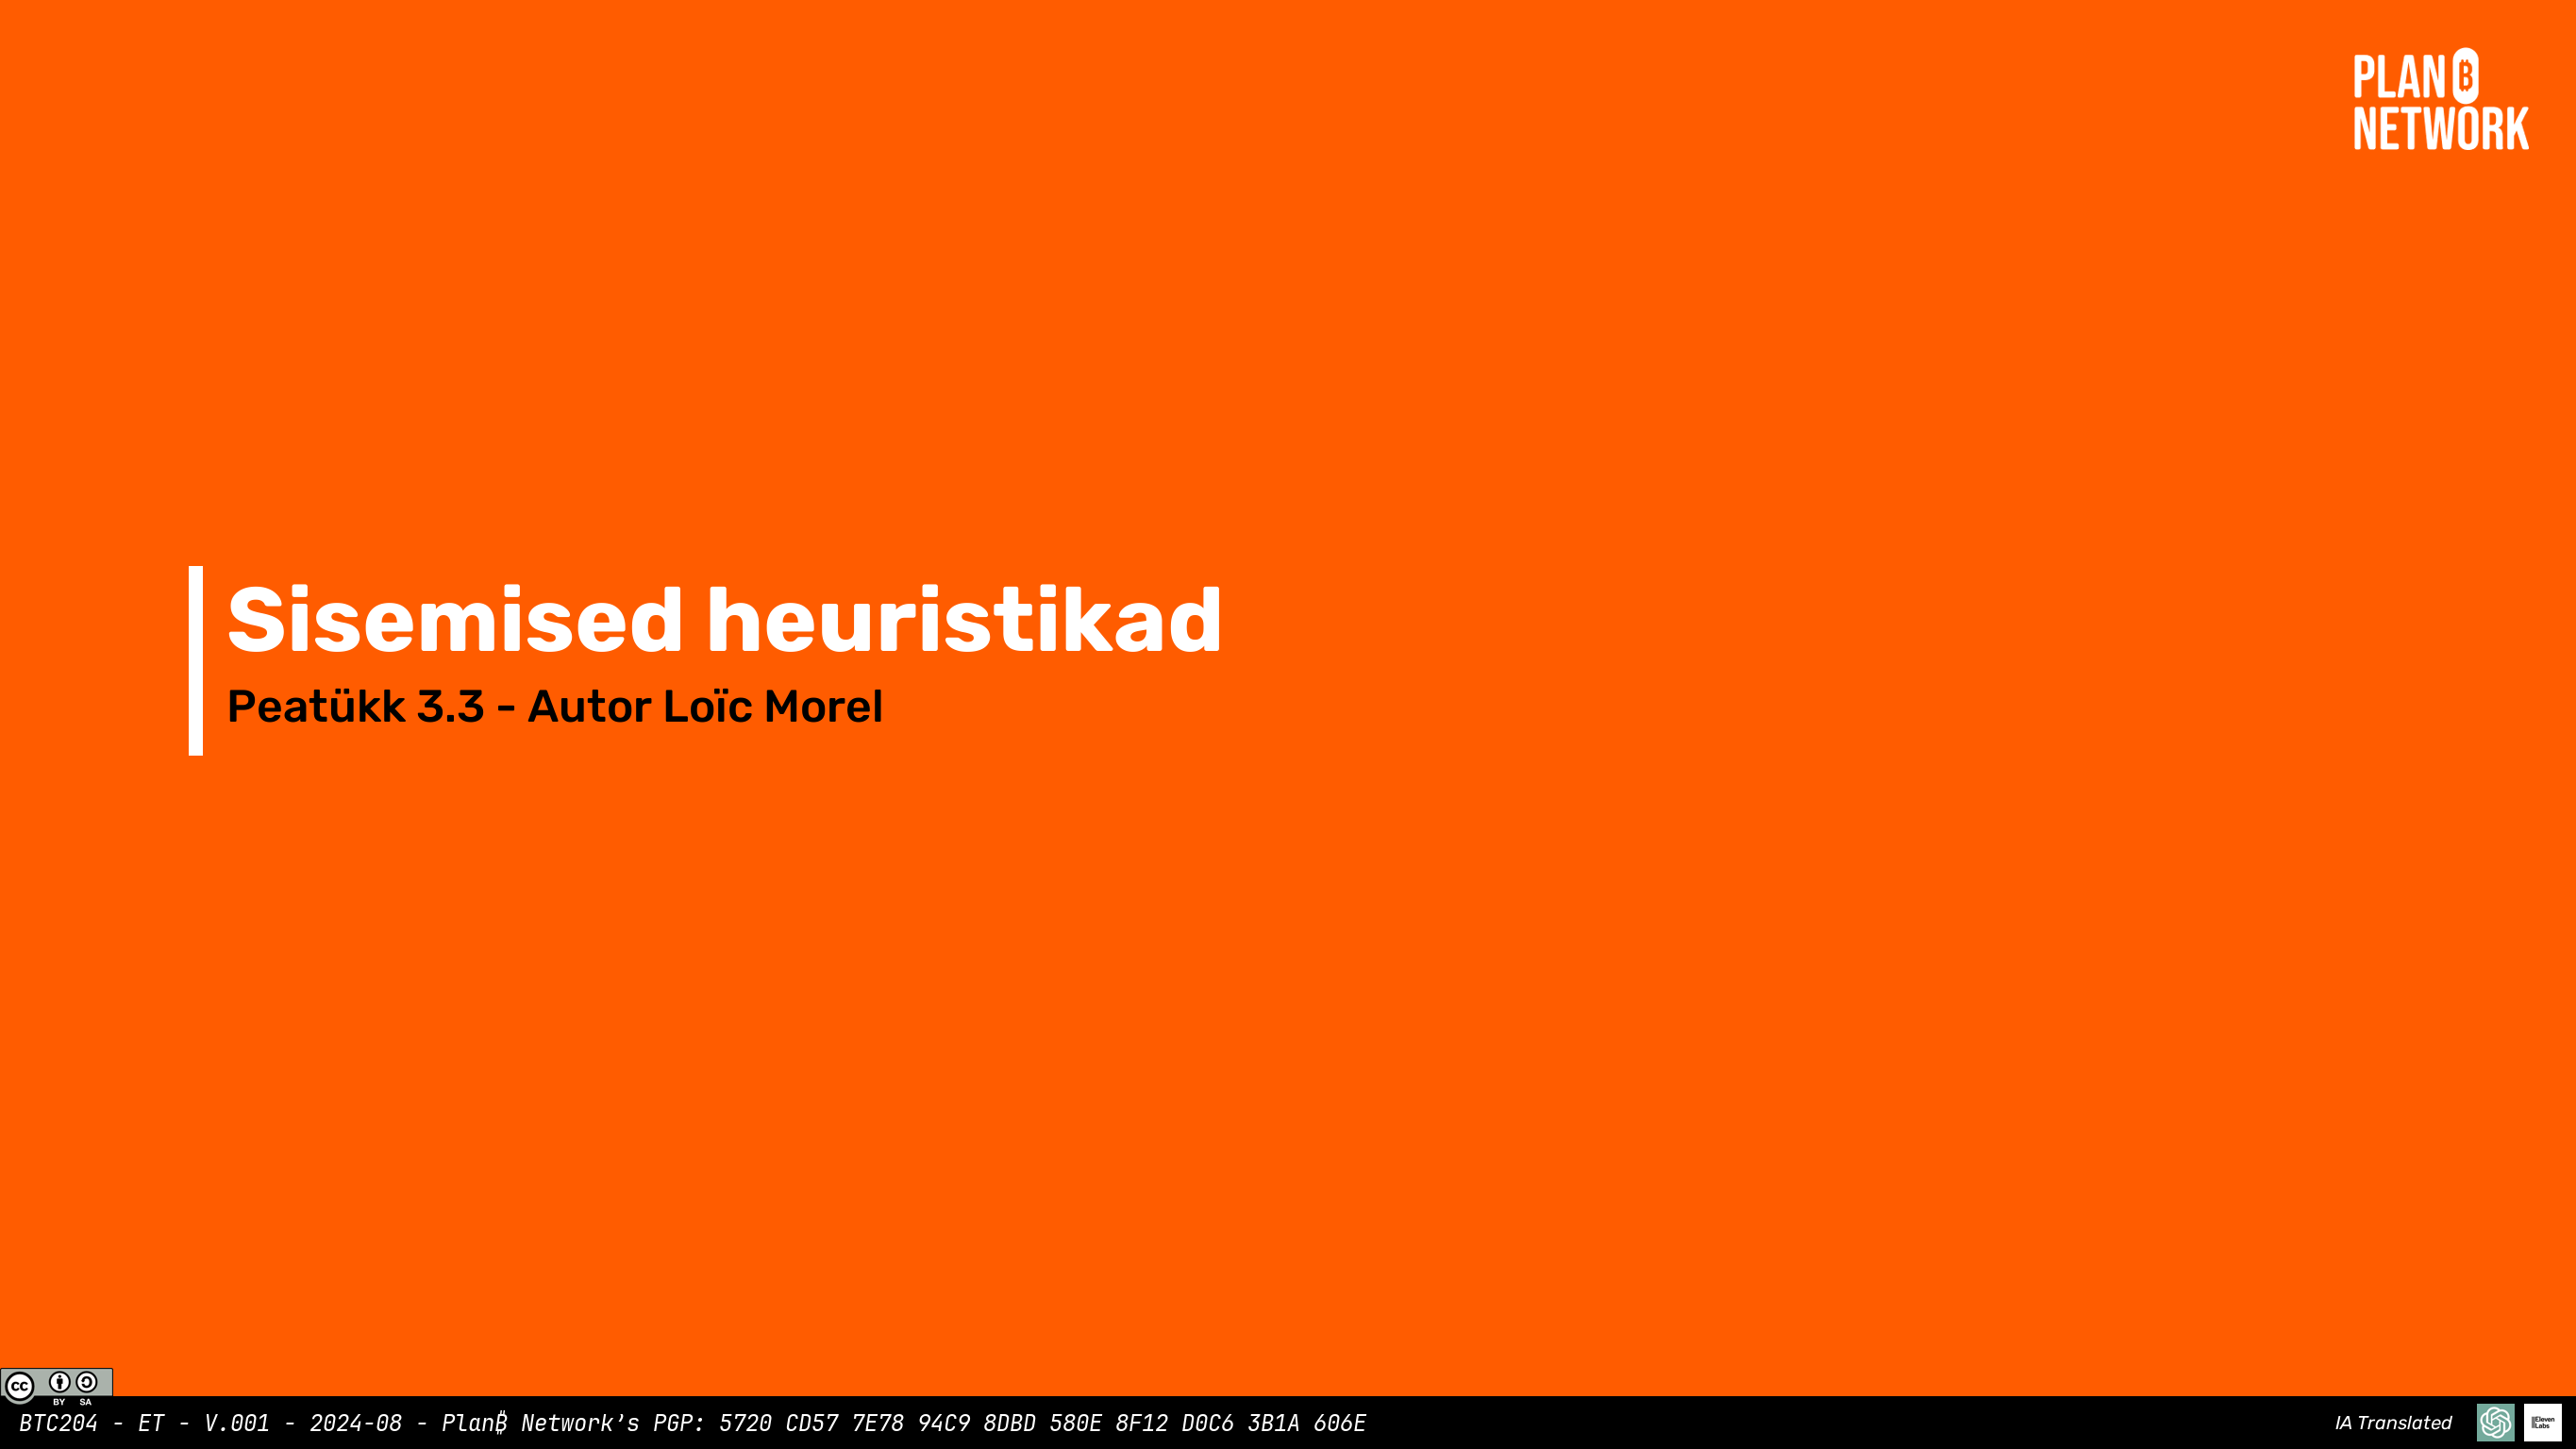 PLAN ₿
NETWORK
Sisemised heuristikad
Peatükk 3.3 - Autor Loïc Morel
CC BY SA
BTC204 - ET - V.001 - 2024-08 - Plan₿ Network’s PGP: 5720 CD57 7E78 94C9 8DBD 580E 8F12 D0C6 3B1A 606E
IA Translated
IIElevenLabs